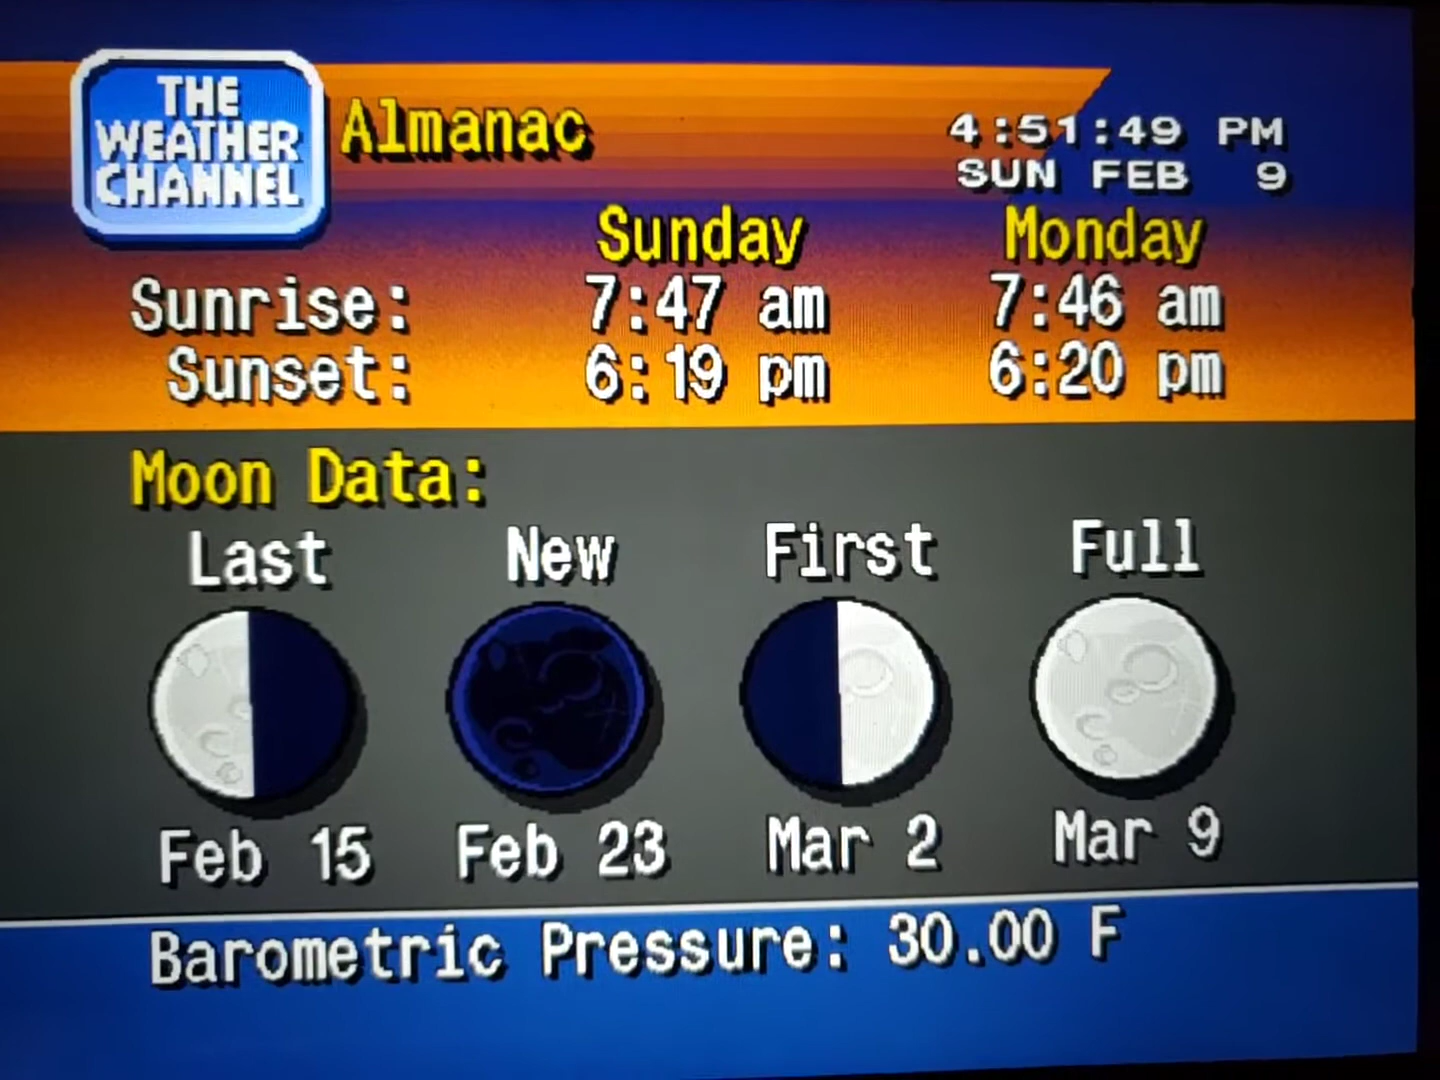 THE
WEATHER
CHANNEL
Almanac
4:51:49 PM
SUN FEB 9
Sunday Monday
Sunrise: 7:47 am 7:46 am
Sunset: 6:19 pm 6:20 pm
Moon Data:
Last New First Full
Feb 15 Feb 23 Mar 2 Mar 9
Barometric Pressure: 30.00 F